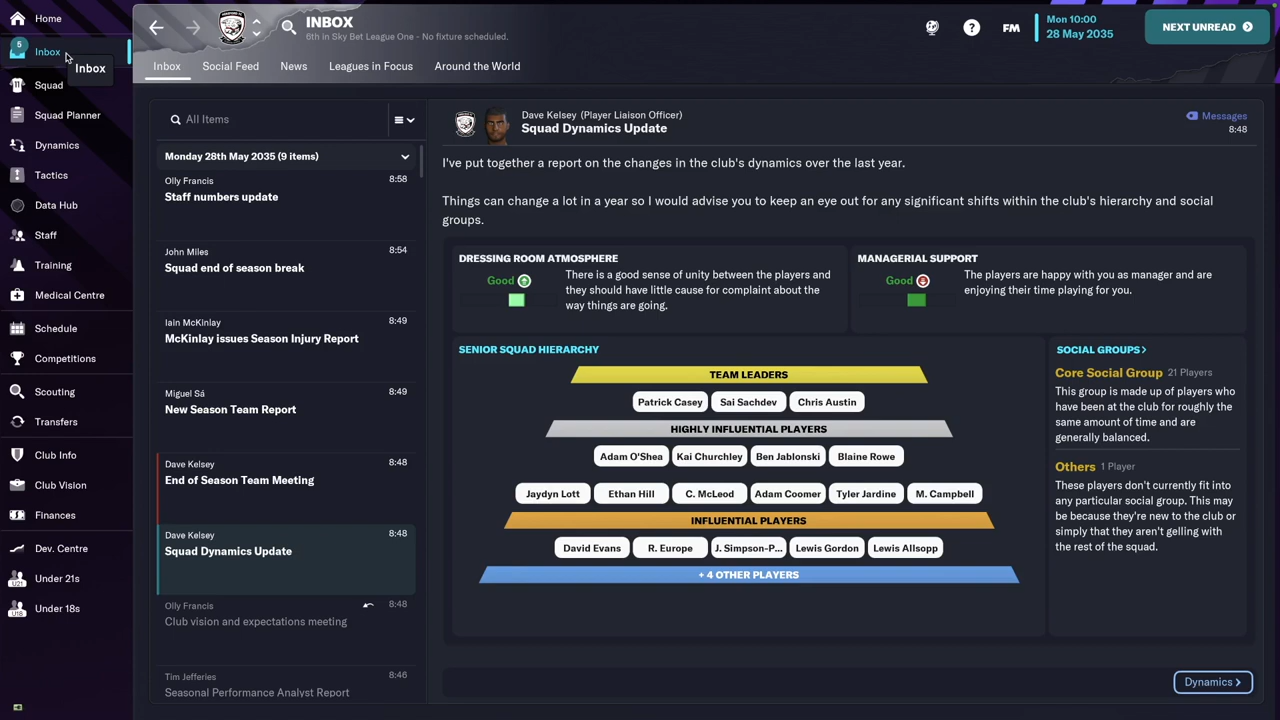 Home
5
Inbox
Inbox
Squad
Squad Planner
Dynamics
Tactics
Data Hub
Staff
Training
Medical Centre
Schedule
Competitions
Scouting
Transfers
Club Info
Club Vision
Finances
Dev. Centre
U21
Under 21s
U18
Under 18s
INBOX
6th in Sky Bet League One - No fixture scheduled.
?
FM
Mon 10:00
28 May 2035
NEXT UNREAD
Inbox
Social Feed
News
Leagues in Focus
Around the World
All Items
Monday 28th May 2035 (9 items)
Olly Francis
8:58
Staff numbers update
John Miles
8:54
Squad end of season break
Iain McKinlay
8:49
McKinlay issues Season Injury Report
Miguel Sá
8:49
New Season Team Report
Dave Kelsey
8:48
End of Season Team Meeting
Dave Kelsey
8:48
Squad Dynamics Update
Olly Francis
8:48
Club vision and expectations meeting
Tim Jefferies
8:46
Seasonal Performance Analyst Report
Dave Kelsey (Player Liaison Officer)
Squad Dynamics Update
Messages
8:48
I've put together a report on the changes in the club's dynamics over the last year.
Things can change a lot in a year so I would advise you to keep an eye out for any significant shifts within the club's hierarchy and social
groups.
DRESSING ROOM ATMOSPHERE
Good
There is a good sense of unity between the players and
they should have little cause for complaint about the
way things are going.
MANAGERIAL SUPPORT
Good
The players are happy with you as manager and are
enjoying their time playing for you.
SENIOR SQUAD HIERARCHY
TEAM LEADERS
Patrick Casey
Sai Sachdev
Chris Austin
HIGHLY INFLUENTIAL PLAYERS
Adam O'Shea
Kai Churchley
Ben Jablonski
Blaine Rowe
Jaydyn Lott
Ethan Hill
C. McLeod
Adam Coomer
Tyler Jardine
M. Campbell
INFLUENTIAL PLAYERS
David Evans
R. Europe
J. Simpson-P...
Lewis Gordon
Lewis Allsopp
+ 4 OTHER PLAYERS
SOCIAL GROUPS>
Core Social Group 21 Players
This group is made up of players who
have been at the club for roughly the
same amount of time and are
generally balanced.
Others 1 Player
These players don't currently fit into
any particular social group. This may
be because they're new to the club or
simply that they aren't gelling with
the rest of the squad.
Dynamics >